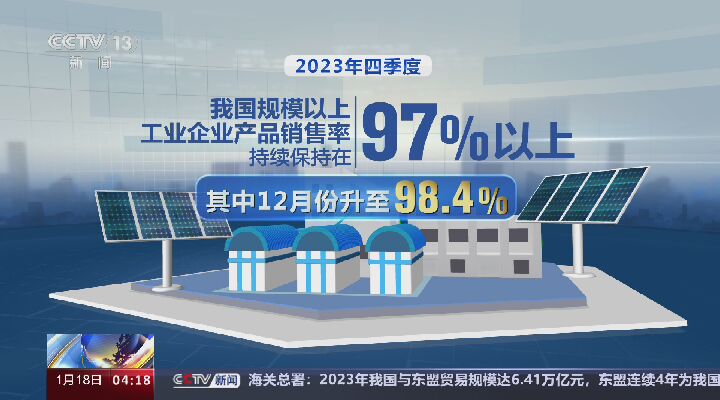 CCTV 13
新闻
2023年四季度
我国规模以上
工业企业产品销售率
持续保持在
97%以上
其中12月份升至98.4%
1月18日 04:18 CCTV 新闻 海关总署：2023年我国与东盟贸易规模达6.41万亿元，东盟连续4年为我国